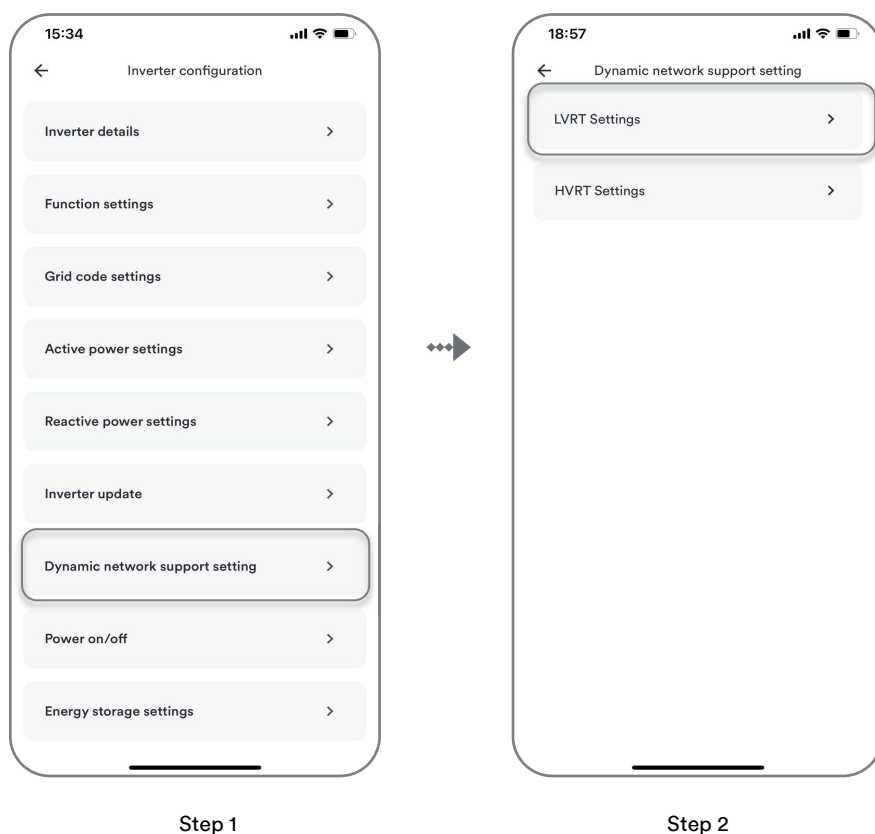 15:34
Inverter configuration
Inverter details
Function settings
Grid code settings
Active power settings
Reactive power settings
Inverter update
Dynamic network support setting
Power on/off
Energy storage settings
Step 1
18:57
Dynamic network support setting
LVRT Settings
HVRT Settings
Step 2